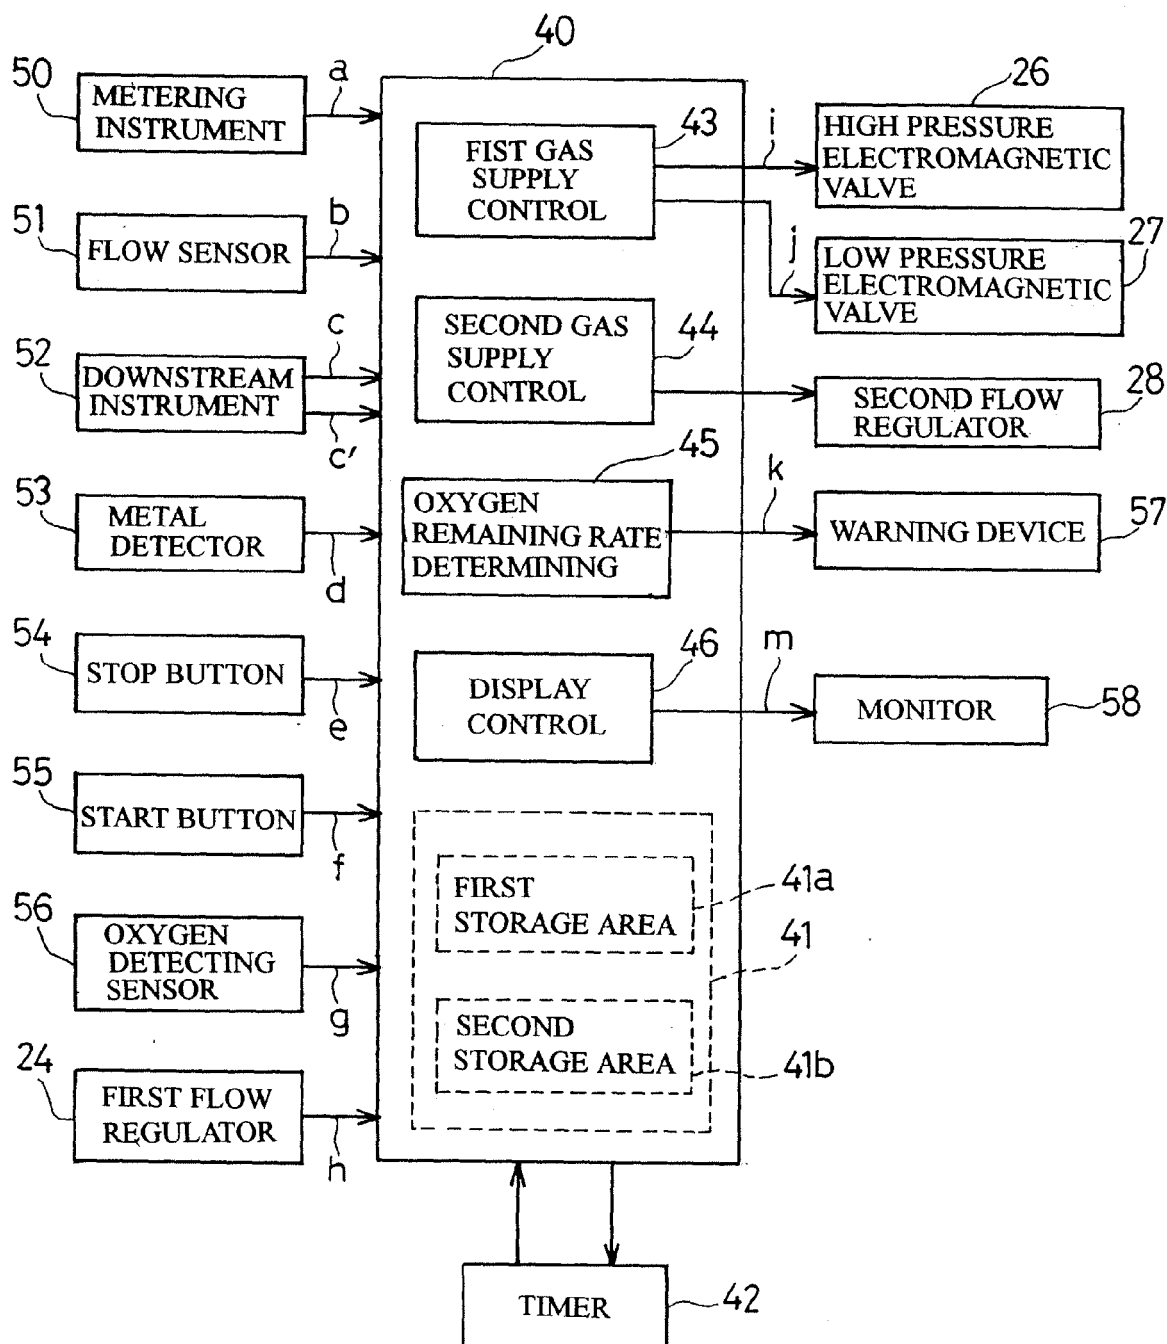 40
50
METERING
INSTRUMENT
a
51
FLOW SENSOR
b
52
DOWNSTREAM
INSTRUMENT
c
c'
53
METAL
DETECTOR
d
54
STOP BUTTON
e
55
START BUTTON
f
56
OXYGEN
DETECTING
SENSOR
g
24
FIRST FLOW
REGULATOR
h
43
FIST GAS
SUPPLY
CONTROL
44
SECOND GAS
SUPPLY
CONTROL
45
OXYGEN
REMAINING RATE
DETERMINING
46
DISPLAY
CONTROL
41a
FIRST
STORAGE AREA
41
SECOND
STORAGE AREA
41b
i
26
HIGH PRESSURE
ELECTROMAGNETIC
VALVE
j
27
LOW PRESSURE
ELECTROMAGNETIC
VALVE
28
SECOND FLOW
REGULATOR
k
WARNING DEVICE
57
m
MONITOR
58
TIMER
42